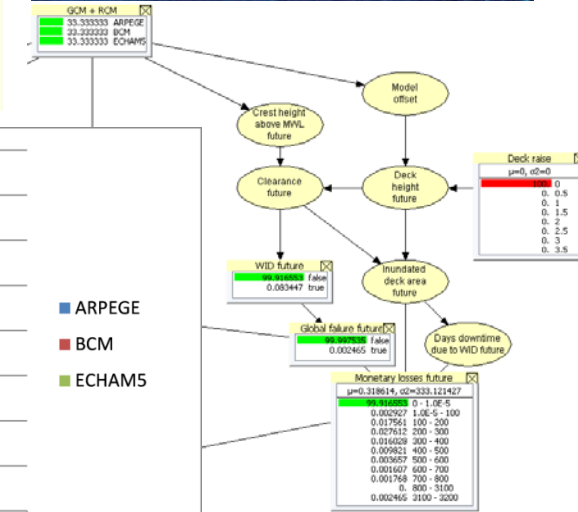 GCM + RCM
33.333333 ARPEGE
33.333333 BCM
33.333333 ECHAM5
Model
offset
Crest height
above MWL
future
Deck raise
μ=0, σ2=0
100. 0
0. 0.5
0. 1
0. 1.5
0. 2
0. 2.5
0. 3
0. 3.5
Clearance
future
Deck
height
future
WID future
99.916553 false
0.083447 true
Inundated
deck area
future
ARPEGE
BCM
ECHAM5
Global failure future
99.997535 false
0.002465 true
Days downtime
due to WID future
Monetary losses future
μ=0.318614, σ2=333.121427
99.916553 0 - 1.0E-5
0.002927 1.0E-5 - 100
0.017561 100 - 200
0.027612 200 - 300
0.016028 300 - 400
0.009821 400 - 500
0.003657 500 - 600
0.001607 600 - 700
0.001768 700 - 800
0. 800 - 3100
0.002465 3100 - 3200